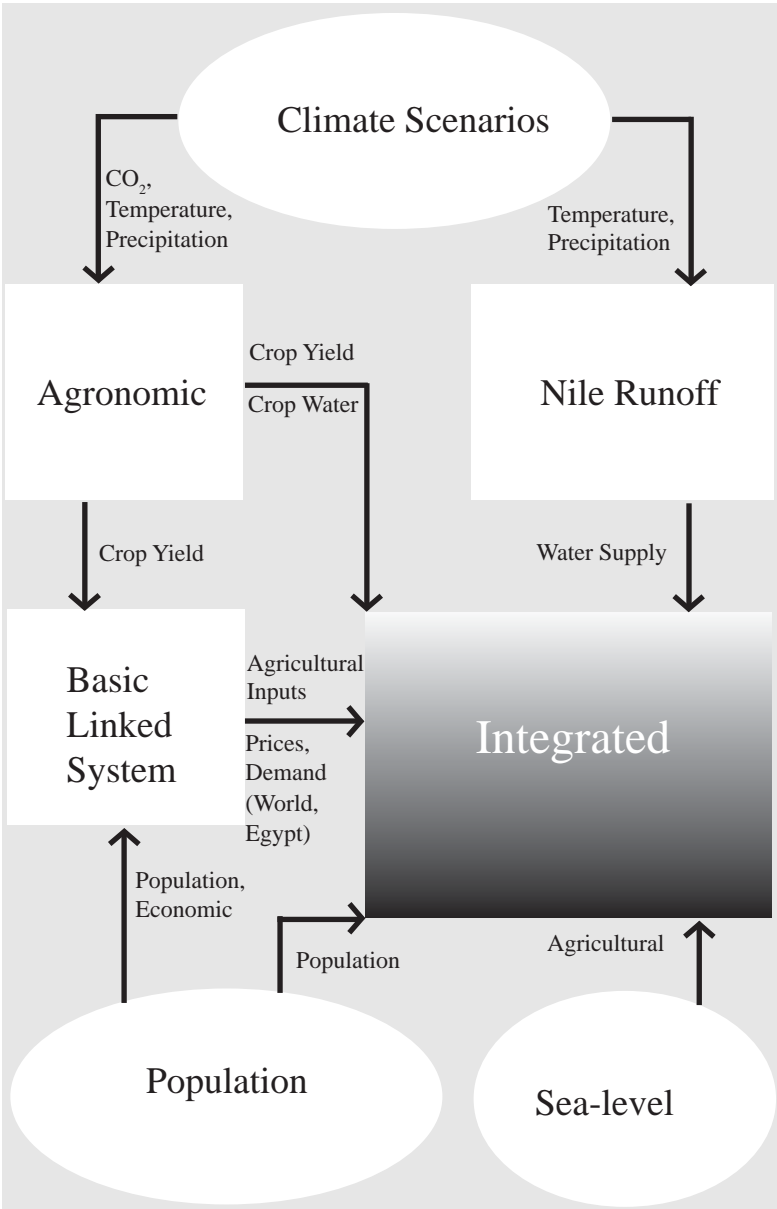 Climate Scenarios
CO₂,
Temperature,
Precipitation
Temperature,
Precipitation
Agronomic
Crop Yield
Crop Water
Nile Runoff
Crop Yield
Water Supply
Basic
Linked
System
Agricultural
Inputs
Prices,
Demand
(World,
Egypt)
Integrated
Population,
Economic
Population
Agricultural
Population
Sea-level